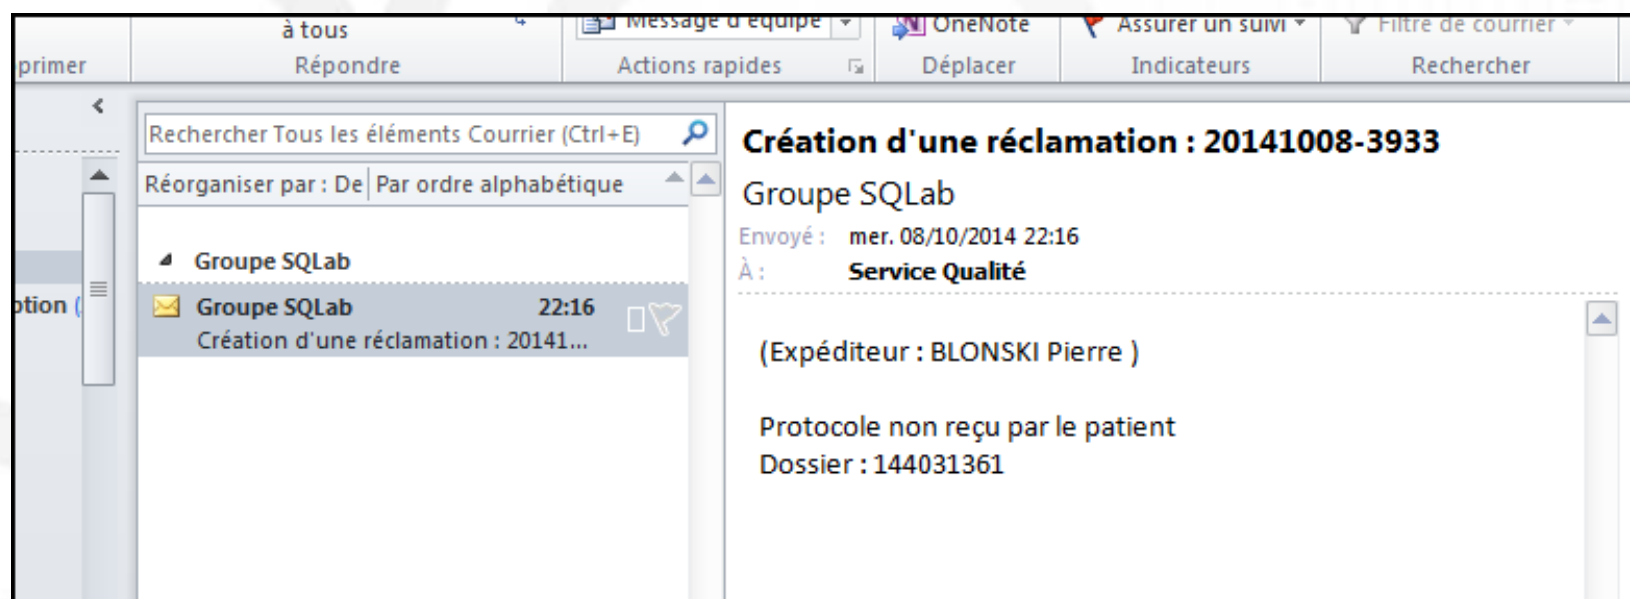 à tous
Message d'équipe
OneNote
Assurer un suivi
Filtre de courrier
primer
Répondre
Actions rapides
Déplacer
Indicateurs
Rechercher
Rechercher Tous les éléments Courrier (Ctrl+E)
Réorganiser par : De
Par ordre alphabétique
Groupe SQLab
ption (
Groupe SQLab
22:16
Création d'une réclamation : 20141...
Création d'une réclamation : 20141008-3933
Groupe SQLab
Envoyé : mer. 08/10/2014 22:16
À : Service Qualité
(Expéditeur : BLONSKI Pierre )
Protocole non reçu par le patient
Dossier : 144031361